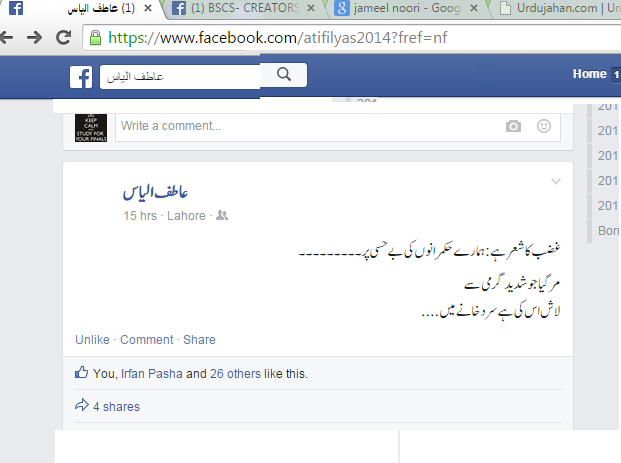 (1) عاطف الیاس
(1) BSCS- CREATORS
jameel noori - Goog
Urdujahan.com | Ur
https://www.facebook.com/atifilyas2014?fref=nf
عاطف الیاس
Home 1
201
KEEP
CALM
AND
STUDY FOR
YOUR FINALS
Write a comment...
201
201
201
201
201
Born
عاطف الیاس
15 hrs · Lahore ·
غضب کا شعر ہے : ہمارے حکمرانوں کی بے حسی پر۔۔۔۔۔۔۔۔۔۔
مر گیا جو شدید گرمی سے
لاش اس کی ہے سرد خانے میں....
Unlike · Comment · Share
You, Irfan Pasha and 26 others like this.
4 shares